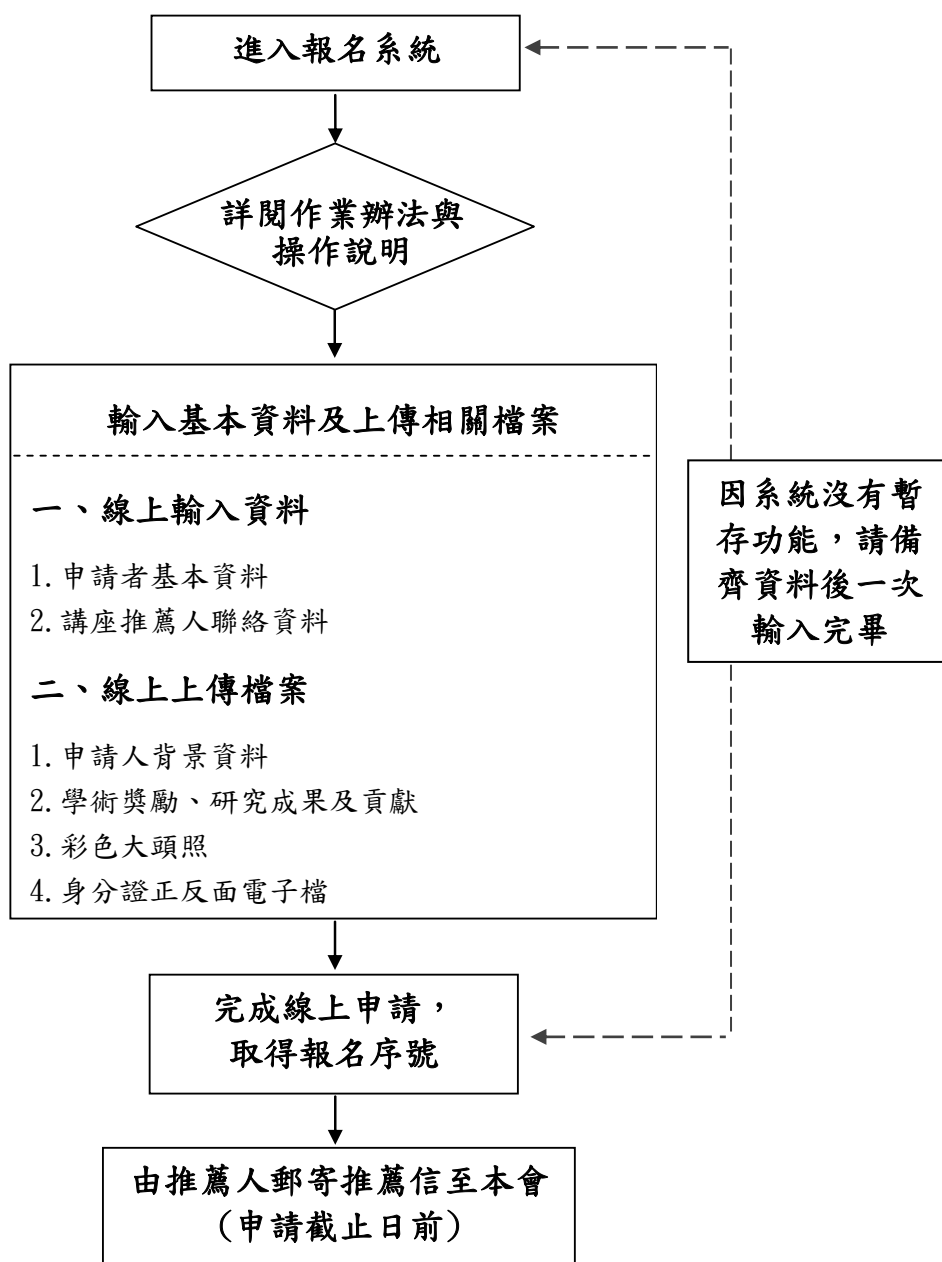 進入報名系統
詳閱作業辦法與
操作說明
輸入基本資料及上傳相關檔案
一、線上輸入資料
1.申請者基本資料
2.講座推薦人聯絡資料
二、線上上傳檔案
1.申請人背景資料
2.學術獎勵、研究成果及貢獻
3.彩色大頭照
4.身分證正反面電子檔
因系統沒有暫
存功能，請備
齊資料後一次
輸入完畢
完成線上申請，
取得報名序號
由推薦人郵寄推薦信至本會
（申請截止日前）